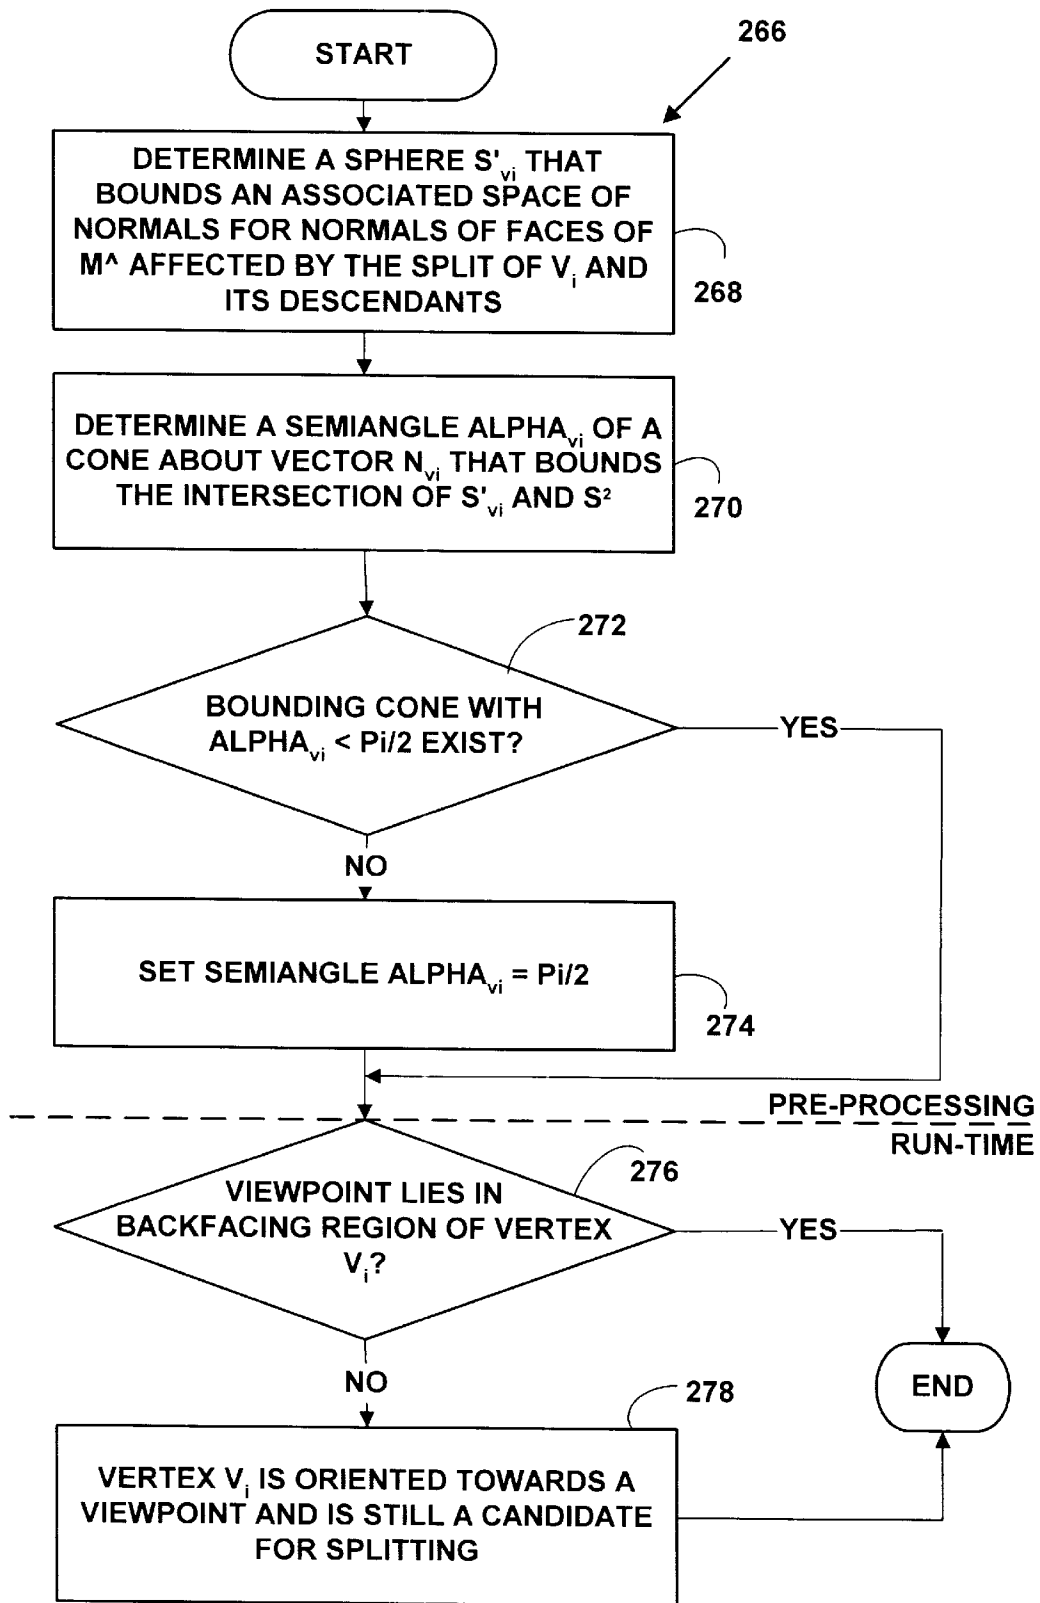 START
266
DETERMINE A SPHERE S'vi THAT
BOUNDS AN ASSOCIATED SPACE OF
NORMALS FOR NORMALS OF FACES OF
M^ AFFECTED BY THE SPLIT OF Vi AND
ITS DESCENDANTS
268
DETERMINE A SEMIANGLE ALPHAvi OF A
CONE ABOUT VECTOR Nvi THAT BOUNDS
THE INTERSECTION OF S'vi AND S²
270
272
BOUNDING CONE WITH
ALPHAvi < Pi/2 EXIST?
YES
NO
SET SEMIANGLE ALPHAvi = Pi/2
274
PRE-PROCESSING
RUN-TIME
276
VIEWPOINT LIES IN
BACKFACING REGION OF VERTEX
Vi?
YES
NO
END
278
VERTEX Vi IS ORIENTED TOWARDS A
VIEWPOINT AND IS STILL A CANDIDATE
FOR SPLITTING